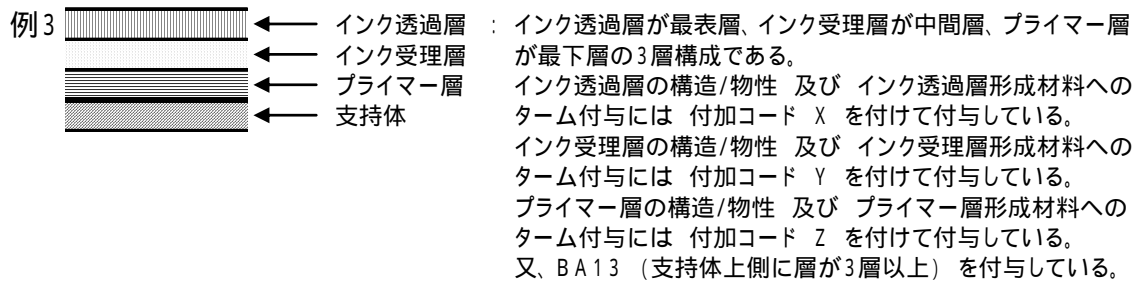 例3 インク透過層 : インク透過層が最表層、インク受理層が中間層、プライマー層
インク受理層 が最下層の3層構成である。
プライマー層 インク透過層の構造/物性 及び インク透過層形成材料への
支持体 ターム付与には 付加コード X を付けて付与している。
インク受理層の構造/物性 及び インク受理層形成材料への
ターム付与には 付加コード Y を付けて付与している。
プライマー層の構造/物性 及び プライマー層形成材料への
ターム付与には 付加コード Z を付けて付与している。
又、BA13 (支持体上側に層が3層以上) を付与している。